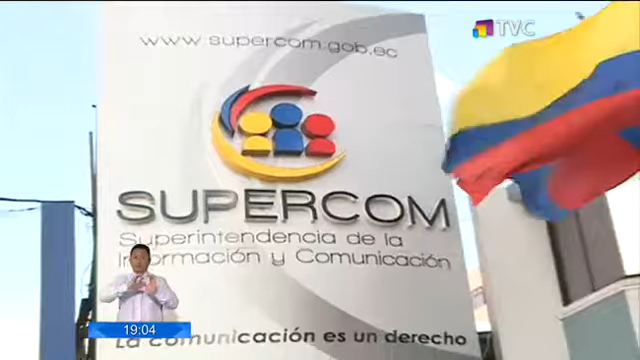 TVC
www.supercom.gob.ec
SUPERCOM
Superintendencia de la
Información y Comunicación
19:04
La comunicación es un derecho